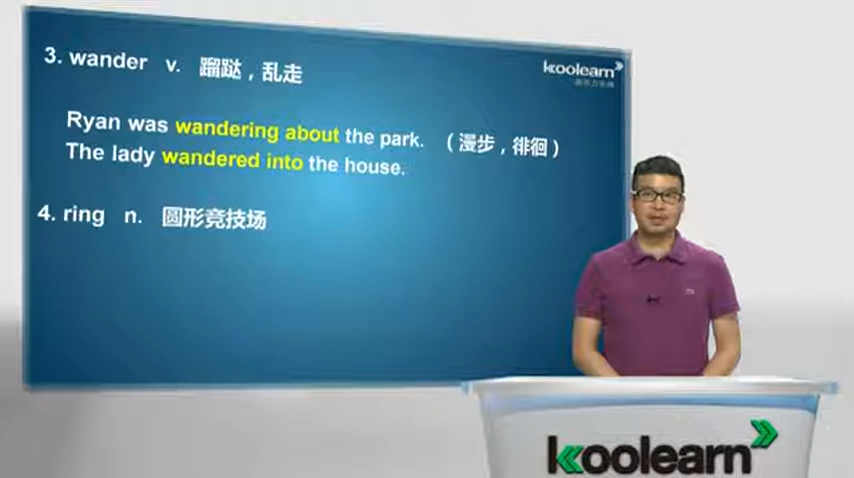 3. wander v. 蹓跶，乱走
koolearn
Ryan was wandering about the park. （漫步，徘徊）
The lady wandered into the house.
4. ring n. 圆形竞技场
koolearn